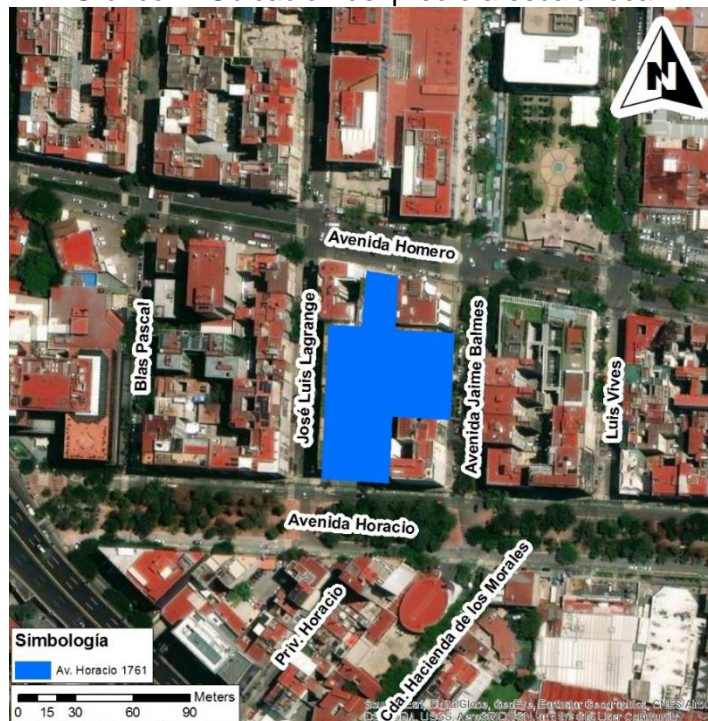 N
Avenida Homero
José Luis Lagrange
Blas Pascal
Avenida Jaime Balmes
Luis Vives
Avenida Horacio
Priv. Horacio
Cda. Hacienda de los Morales
Simbología
Av. Horacio 1761
Meters
0 15 30 60 90